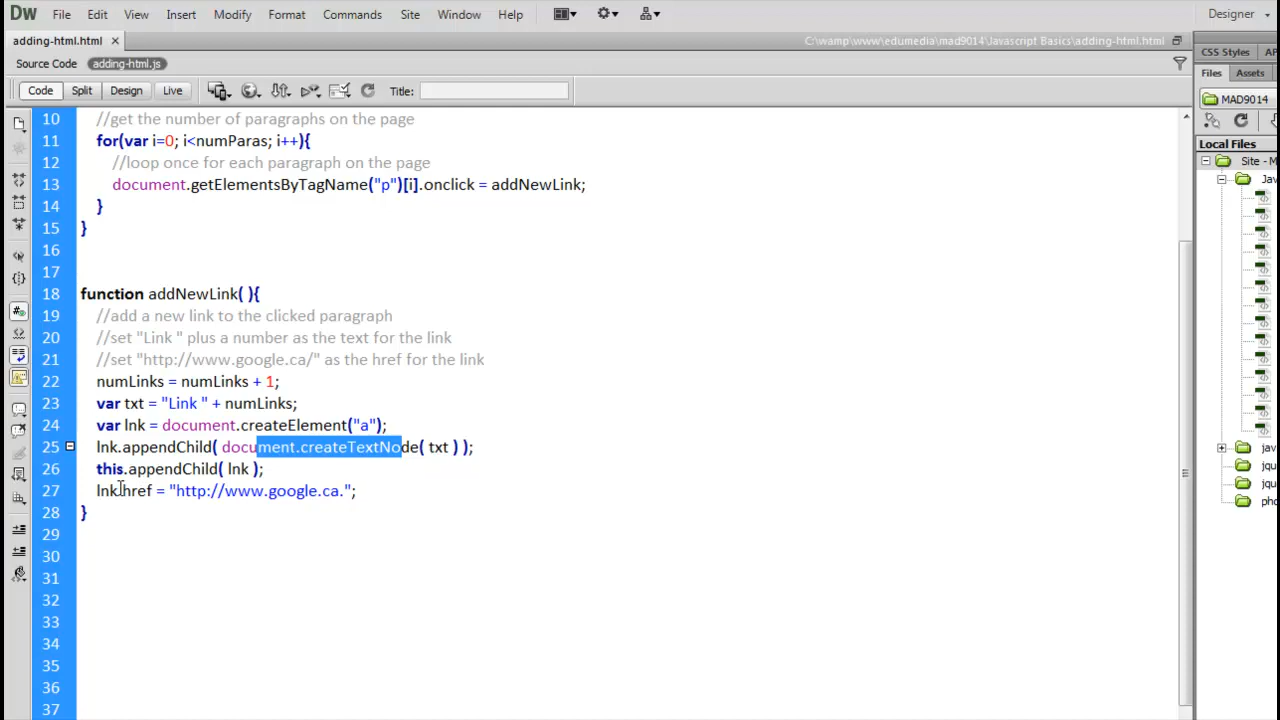 Dw File Edit View Insert Modify Format Commands Site Window Help Designer
adding-html.html C:\wamp\www\edumedia\mad9014\Javascript Basics\adding-html.html
Source Code adding-html.js
Code Split Design Live Title:
CSS Styles AP
Files Assets
MAD9014
Local Files
Site - M
Jav
jav
jqu
jqu
pho
10 //get the number of paragraphs on the page
11 for(var i=0; i<numParas; i++){
12 //loop once for each paragraph on the page
13 document.getElementsByTagName("p")[i].onclick = addNewLink;
14 }
15 }
16
17
18 function addNewLink( ){
19 //add a new link to the clicked paragraph
20 //set "Link " plus a number as the text for the link
21 //set "http://www.google.ca/" as the href for the link
22 numLinks = numLinks + 1;
23 var txt = "Link " + numLinks;
24 var lnk = document.createElement("a");
25 lnk.appendChild( document.createTextNode( txt ) );
26 this.appendChild( lnk );
27 lnk.href = "http://www.google.ca.";
28 }
29
30
31
32
33
34
35
36
37